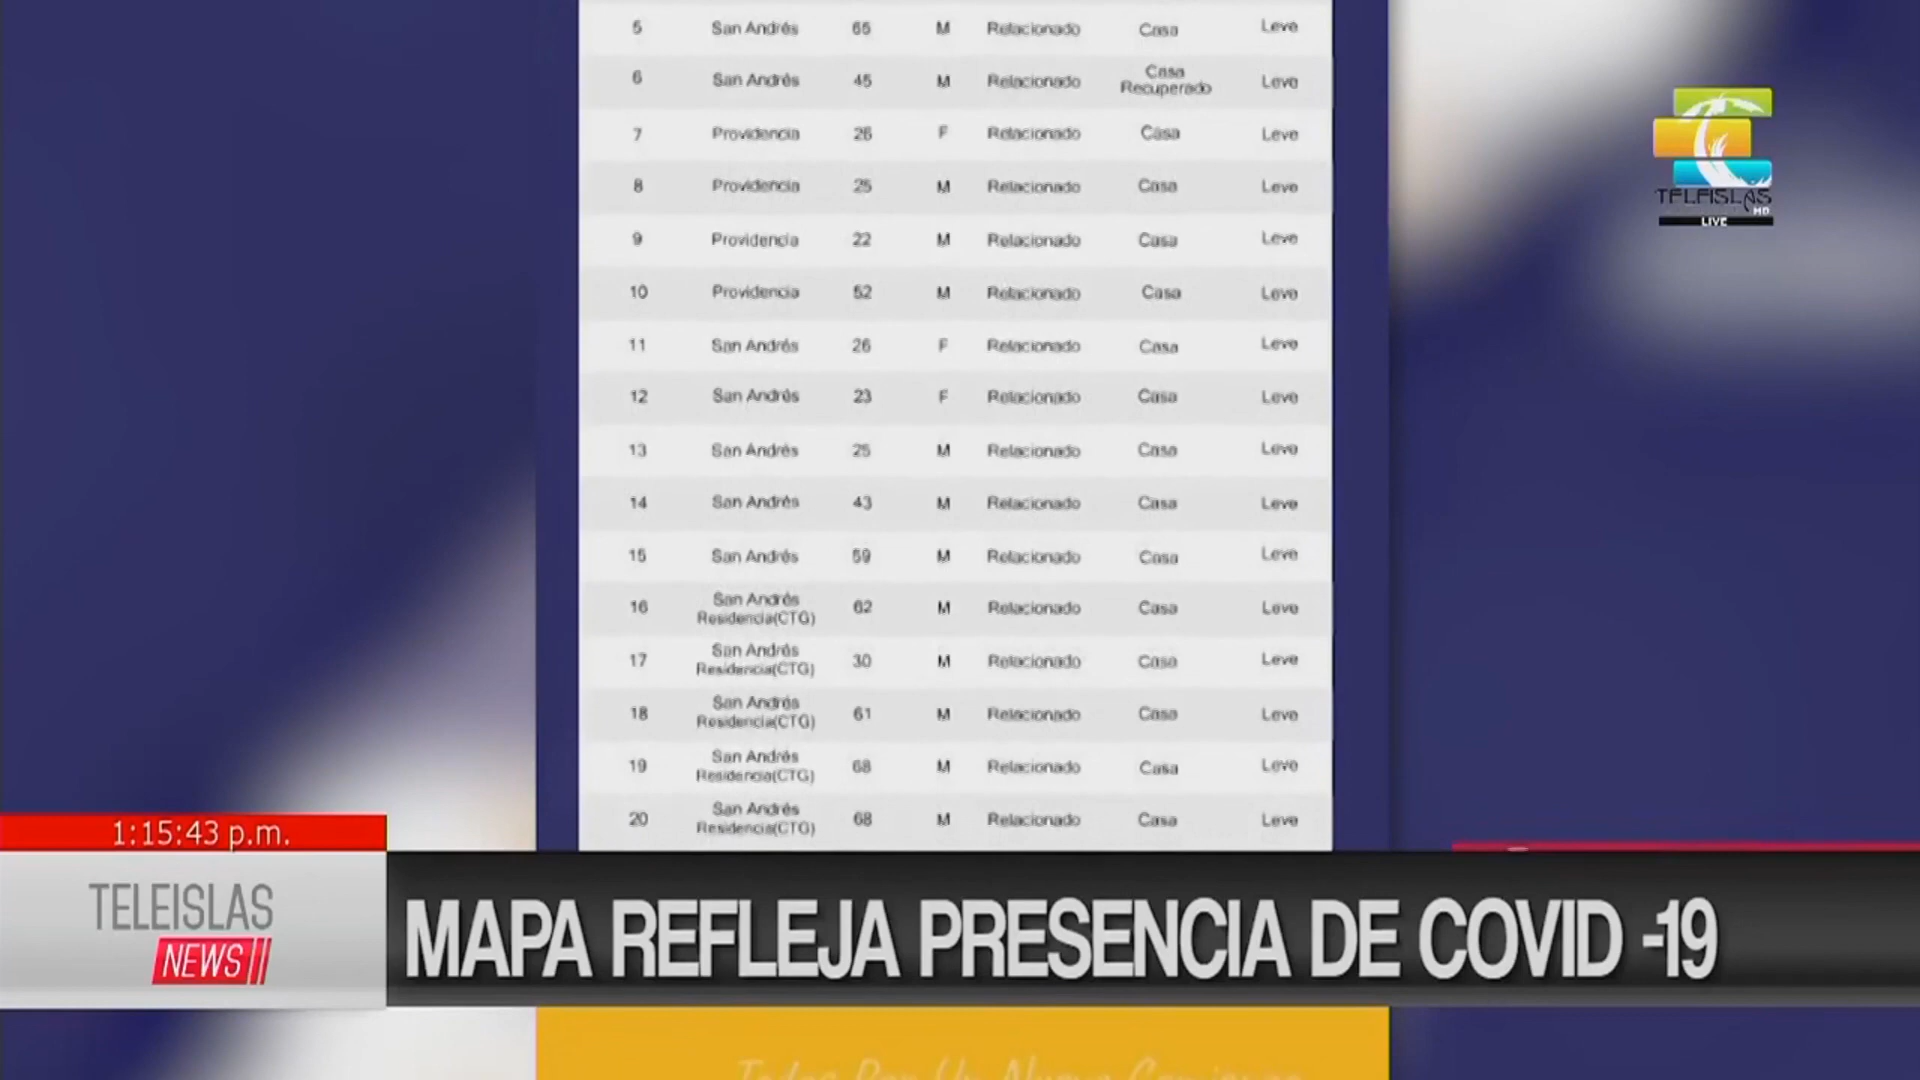 5 San Andrés 65 M Relacionado Casa Leve
6 San Andrés 45 M Relacionado Casa Recuperado Leve
7 Providencia 26 F Relacionado Casa Leve
8 Providencia 25 M Relacionado Casa Leve
9 Providencia 22 M Relacionado Casa Leve
10 Providencia 52 M Relacionado Casa Leve
11 San Andrés 26 F Relacionado Casa Leve
12 San Andrés 23 F Relacionado Casa Leve
13 San Andrés 25 M Relacionado Casa Leve
14 San Andrés 43 M Relacionado Casa Leve
15 San Andrés 59 M Relacionado Casa Leve
16 San Andrés Residencia(CTG) 62 M Relacionado Casa Leve
17 San Andrés Residencia(CTG) 30 M Relacionado Casa Leve
18 San Andrés Residencia(CTG) 61 M Relacionado Casa Leve
19 San Andrés Residencia(CTG) 68 M Relacionado Casa Leve
20 San Andrés Residencia(CTG) 68 M Relacionado Casa Leve
TELEISLAS
HD
LIVE
1:15:43 p.m.
TELEISLAS
NEWS
MAPA REFLEJA PRESENCIA DE COVID -19
Todos Por Un Nuevo Comienzo